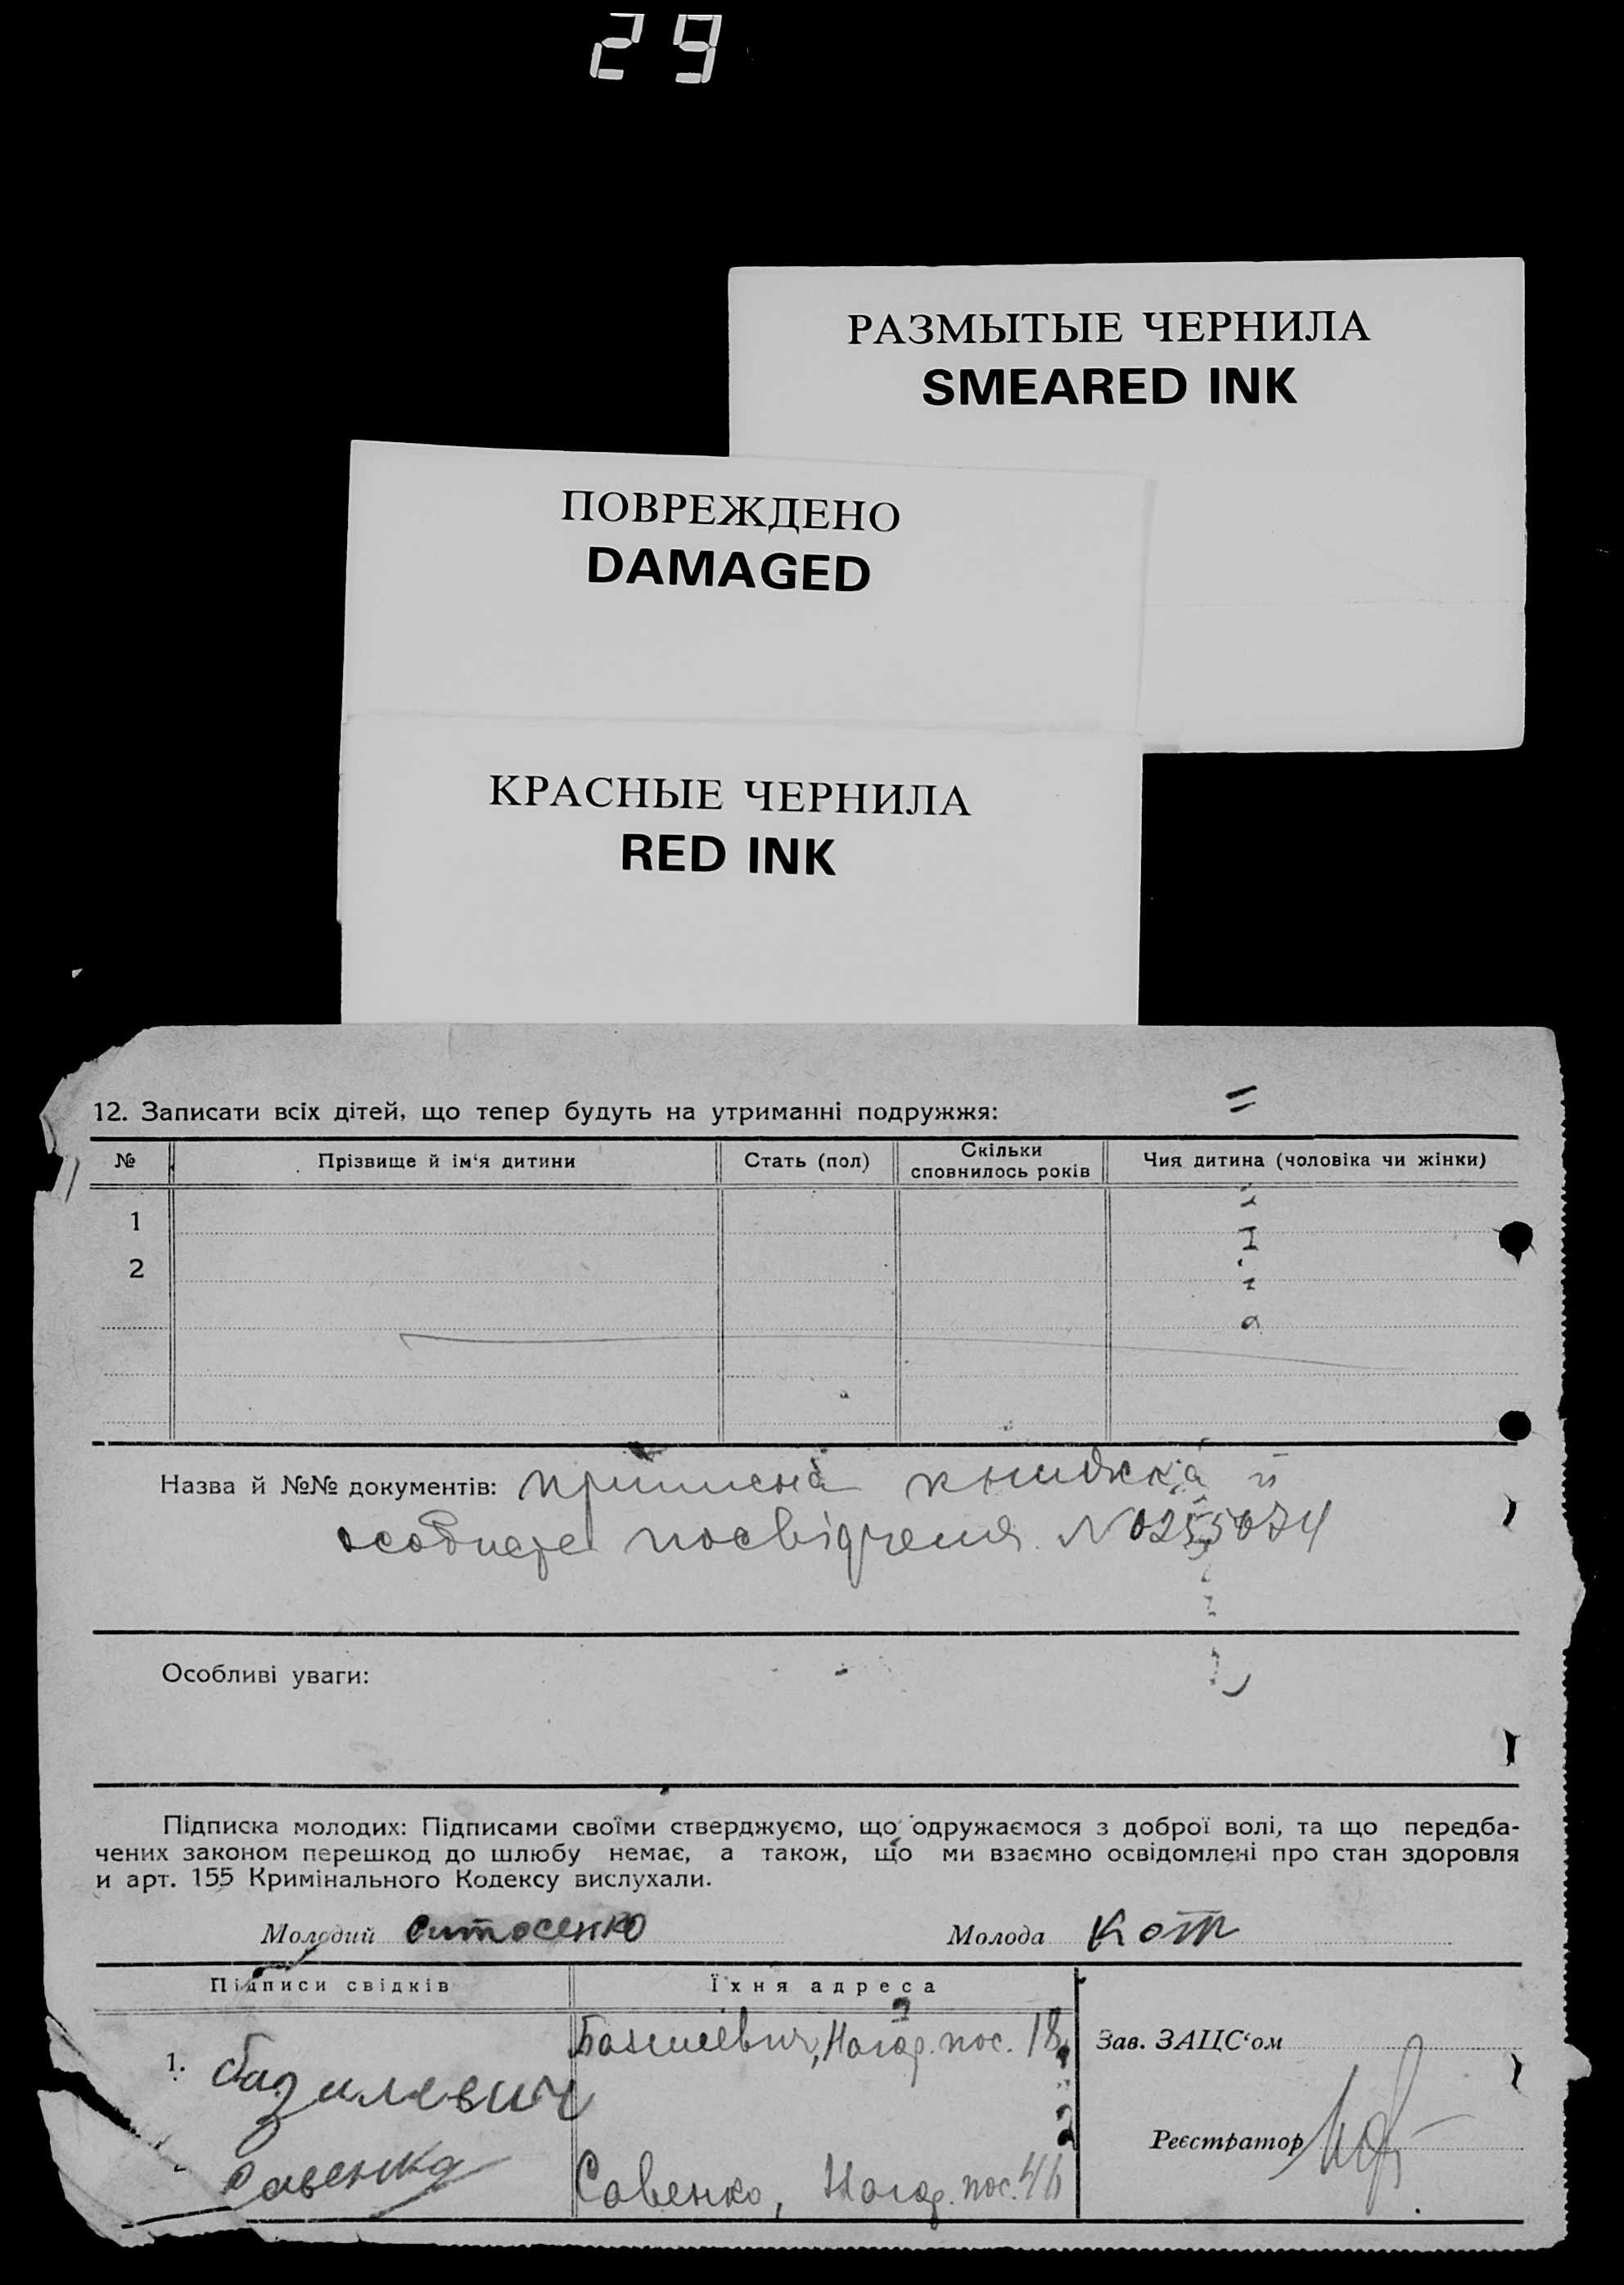 29
РАЗМЫТЫЕ ЧЕРНИЛА
SMEARED INK
ПОВРЕЖДЕНО
DAMAGED
КРАСНЫЕ ЧЕРНИЛА
RED INK
12. Записати всіх дітей, що тепер будуть на утриманні подружжя:
№ Прізвище й ім‘я дитини Стать (пол) Скільки сповнилось років Чия дитина (чоловіка чи жінки)
1
2
Назва й №№ документів: приписна книжка й
посвідченя N0255074
Особливі уваги:
Підписка молодих: Підписами своїми стверджуємо, що одружаємося з доброї волі, та що передба-
чених законом перешкод до шлюбу немає, а також, що ми взаємно освідомлені про стан здоровля
и арт. 155 Кримінального Кодексу вислухали.
Молодий Ситосенко Молода Котт
Підписи свідків Їхня адреса
Базилевич, Нагор. пос. 18 Зав. ЗАЦС‘ом
1. Базилевич
Реєстратор
Савенко Савенко, Нагор. пос. 46